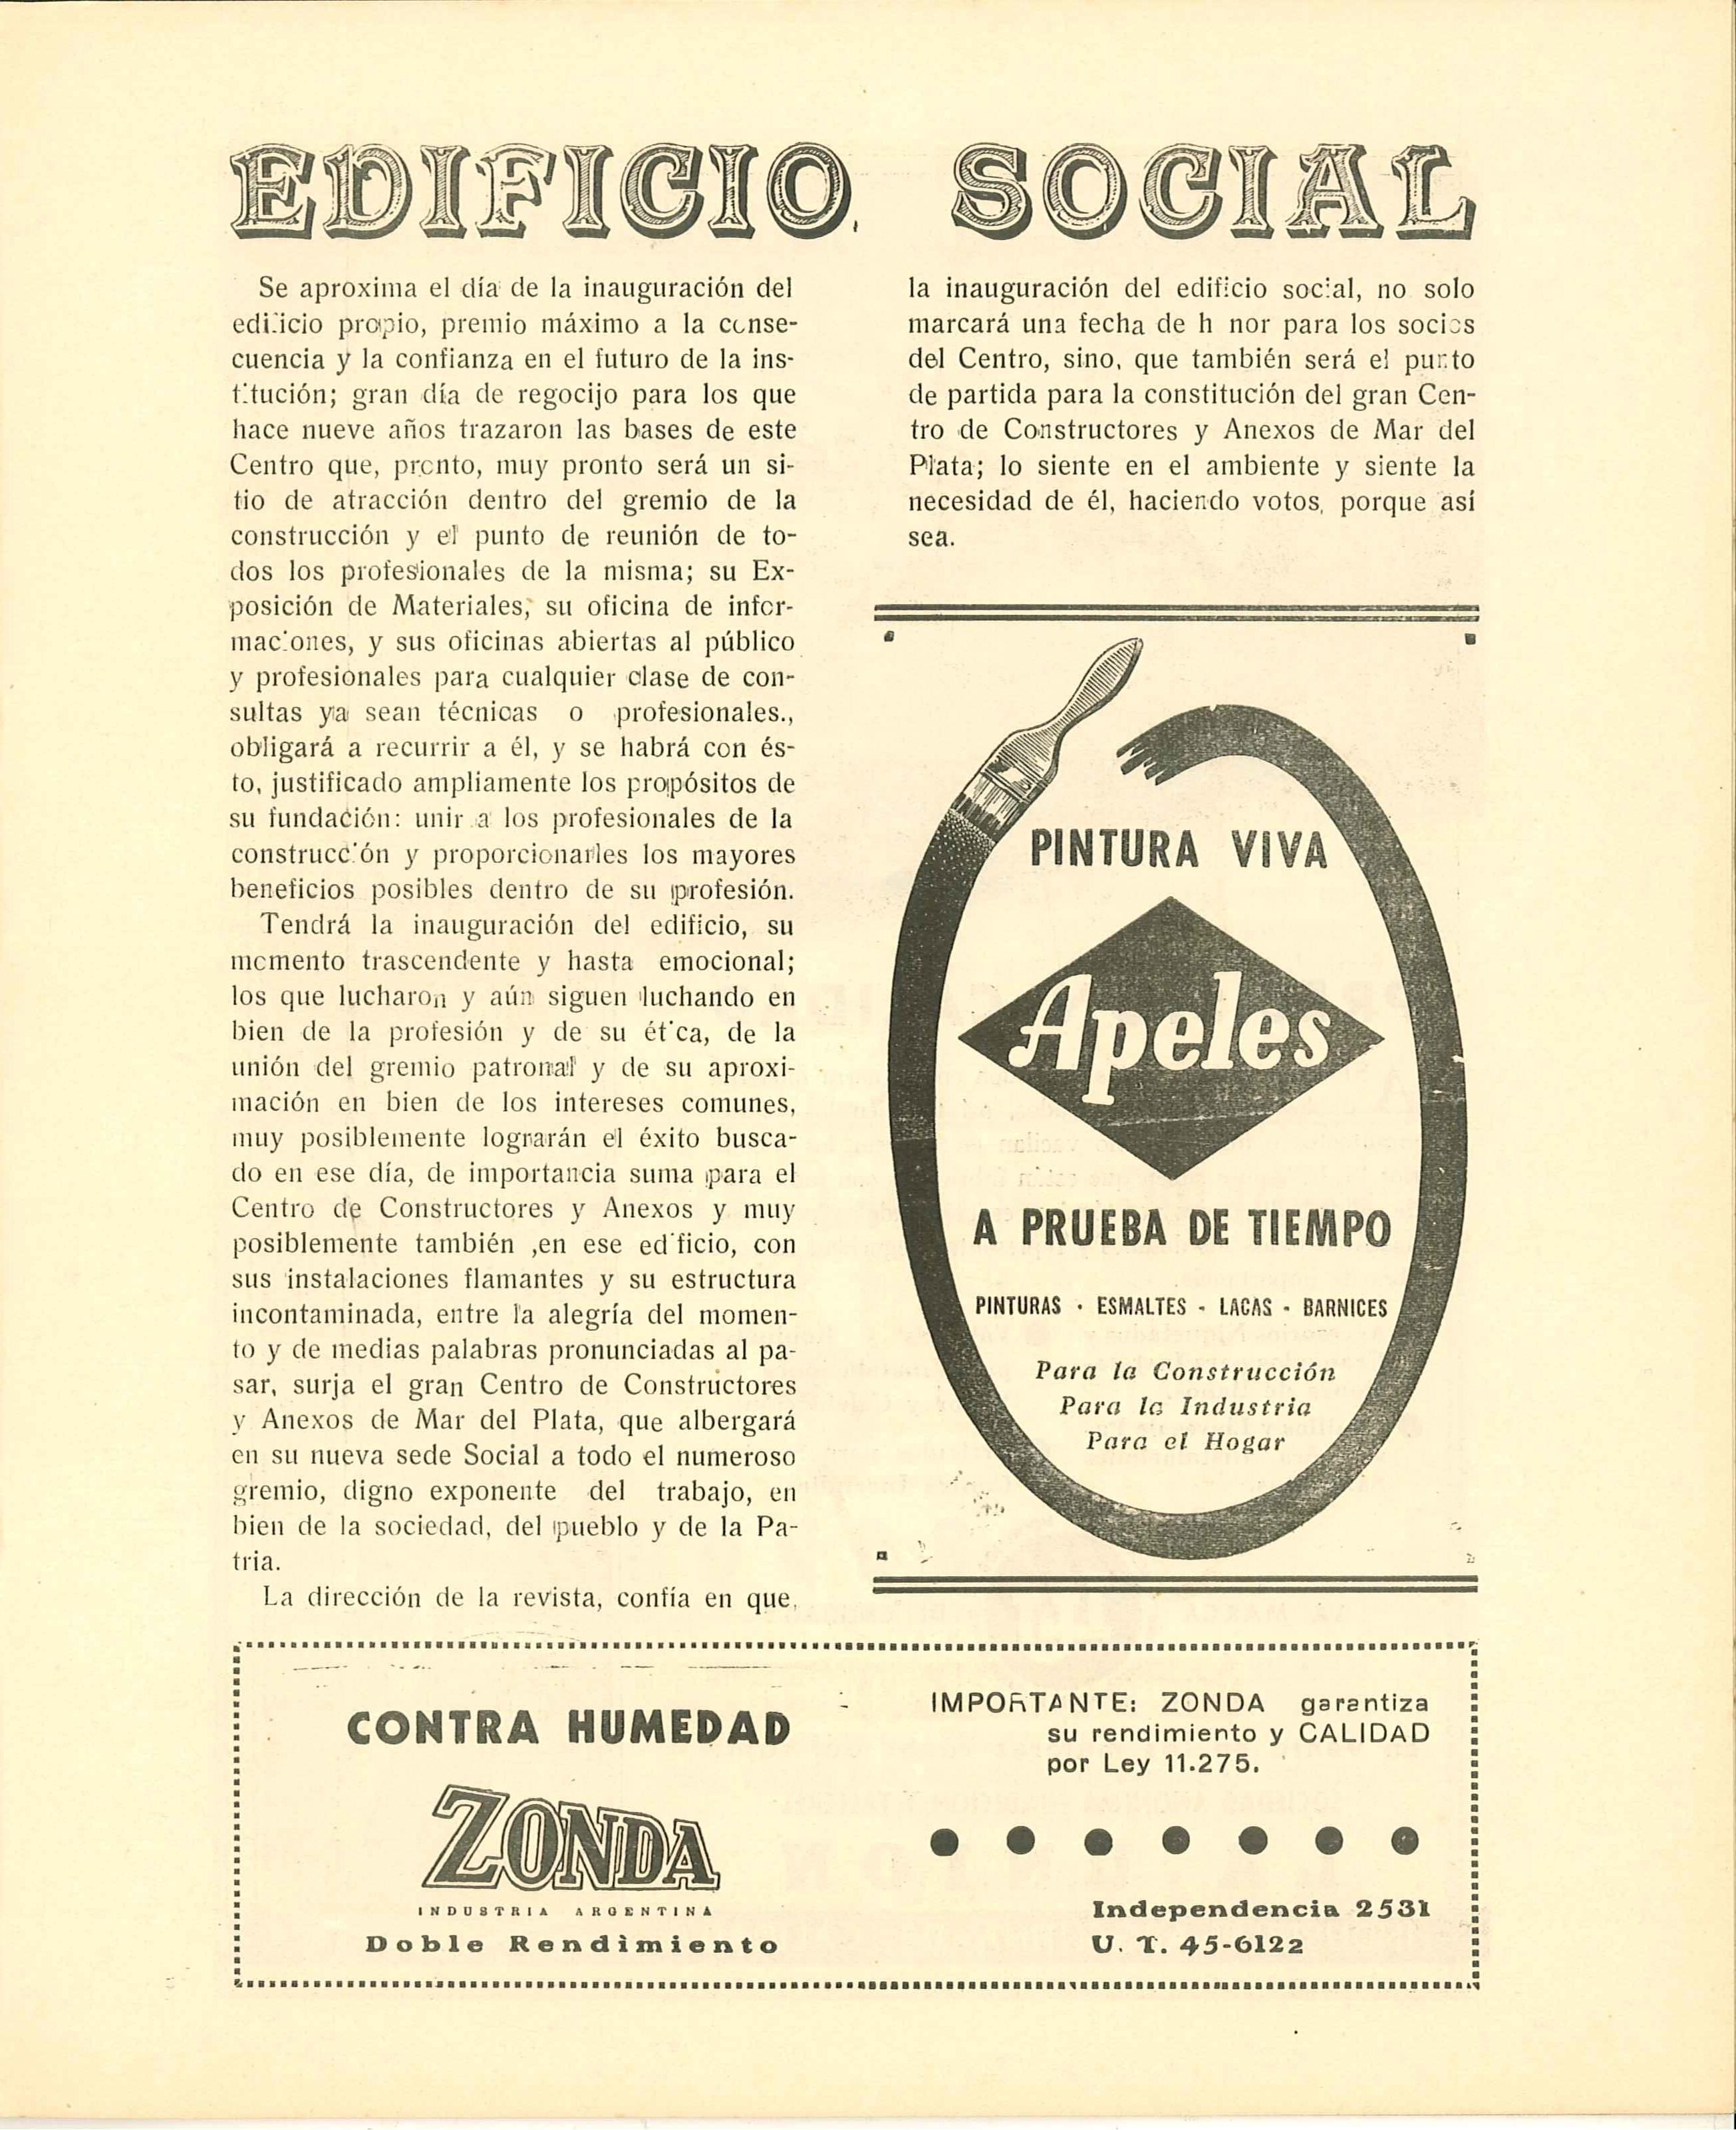 EDIFICIO SOCIAL
Se aproxima el día de la inauguración del
edificio propio, premio máximo a la conse-
cuencia y la confianza en el futuro de la ins-
titución; gran día de regocijo para los que
hace nueve años trazaron las bases de este
Centro que, pronto, muy pronto será un si-
tio de atracción dentro del gremio de la
construcción y el punto de reunión de to-
dos los profesionales de la misma; su Ex-
posición de Materiales, su oficina de infor-
maciones, y sus oficinas abiertas al público
y profesionales para cualquier clase de con-
sultas ya sean técnicas o profesionales.,
obligará a recurrir a él, y se habrá con és-
to, justificado ampliamente los propósitos de
su fundación: unir a los profesionales de la
construcción y proporcionarles los mayores
beneficios posibles dentro de su profesión.
Tendrá la inauguración del edificio, su
momento trascendente y hasta emocional;
los que lucharon y aún siguen luchando en
bien de la profesión y de su ética, de la
unión del gremio patronal y de su aproxi-
mación en bien de los intereses comunes,
muy posiblemente lograrán el éxito busca-
do en ese día, de importancia suma para el
Centro de Constructores y Anexos y muy
posiblemente también ,en ese edificio, con
sus instalaciones flamantes y su estructura
incontaminada, entre la alegría del momen-
to y de medias palabras pronunciadas al pa-
sar, surja el gran Centro de Constructores
y Anexos de Mar del Plata, que albergará
en su nueva sede Social a todo el numeroso
gremio, digno exponente del trabajo, en
bien de la sociedad, del pueblo y de la Pa-
tria.
La dirección de la revista, confía en que,
la inauguración del edificio social, no solo
marcará una fecha de h nor para los socios
del Centro, sino, que también será el punto
de partida para la constitución del gran Cen-
tro de Constructores y Anexos de Mar del
Plata; lo siente en el ambiente y siente la
necesidad de él, haciendo votos, porque así
sea.
PINTURA VIVA
Apeles
A PRUEBA DE TIEMPO
PINTURAS - ESMALTES - LACAS - BARNICES
Para la Construcción
Para la Industria
Para el Hogar
CONTRA HUMEDAD
ZONDA
INDUSTRIA ARGENTINA
Doble Rendimiento
IMPORTANTE: ZONDA garantiza
su rendimiento y CALIDAD
por Ley 11.275.
Independencia 2531
U. T. 45-6122